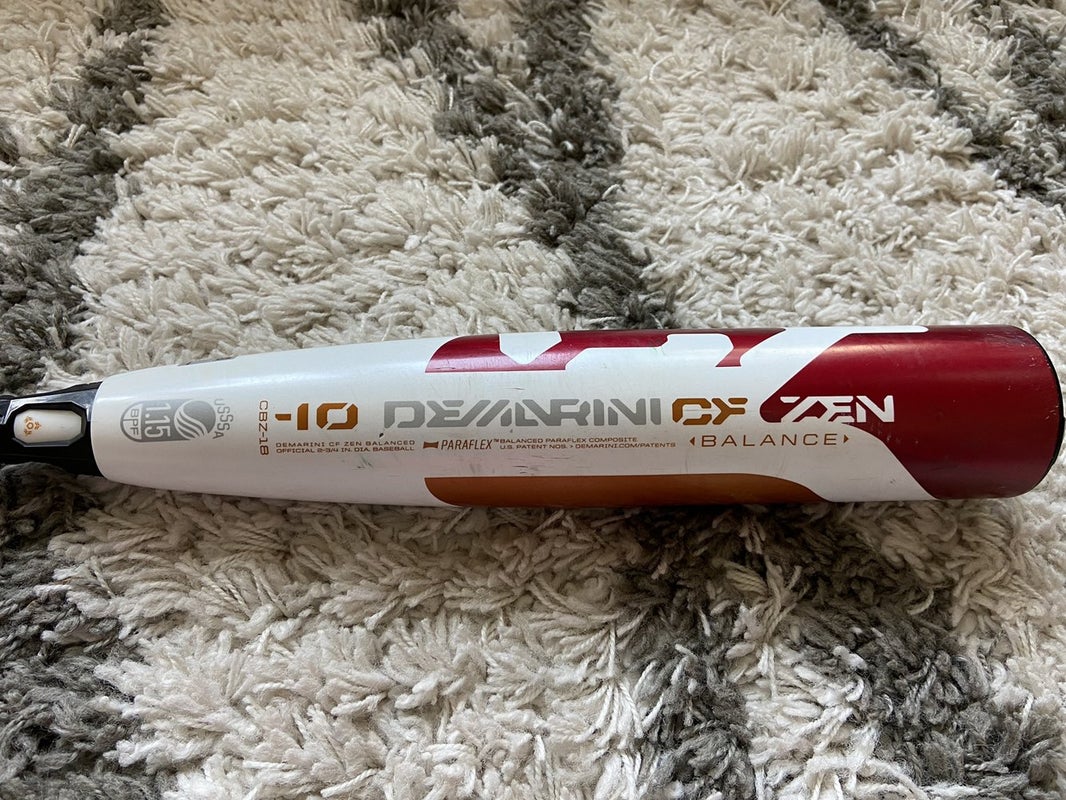 1.15
BPF
USSSA
CBZ-18
-10
DEMARINI CF ZEN
DEMARINI CF ZEN BALANCED
OFFICIAL 2-3/4 IN. DIA. BASEBALL
PARAFLEX™
BALANCED PARAFLEX COMPOSITE
U.S. PATENT NOS. > DEMARINI.COM/PATENTS
BALANCE